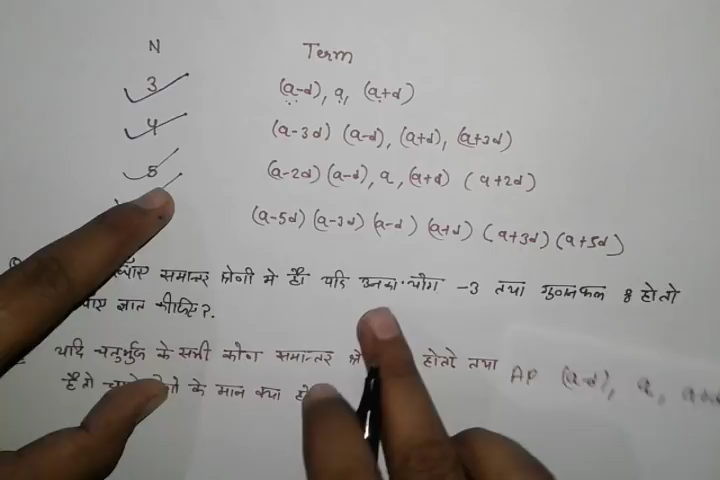 N Term
3 (a-d), a, (a+d)
4 (a-3d) (a-d), (a+d), (a+3d)
5 (a-2d) (a-d), a, (a+d) (a+2d)
(a-5d) (a-3d) (a-d) (a+d) (a+3d) (a+5d)
समान्तर श्रेणी मे है। यदि उनका योग -3 तथा गुणनफल 8 हो तो
ज्ञात कीजिए?.
यदि चतुर्भुज के सभी कोण समान्तर होतो तथा
है तो के मान क्या
AP (a-d), a,